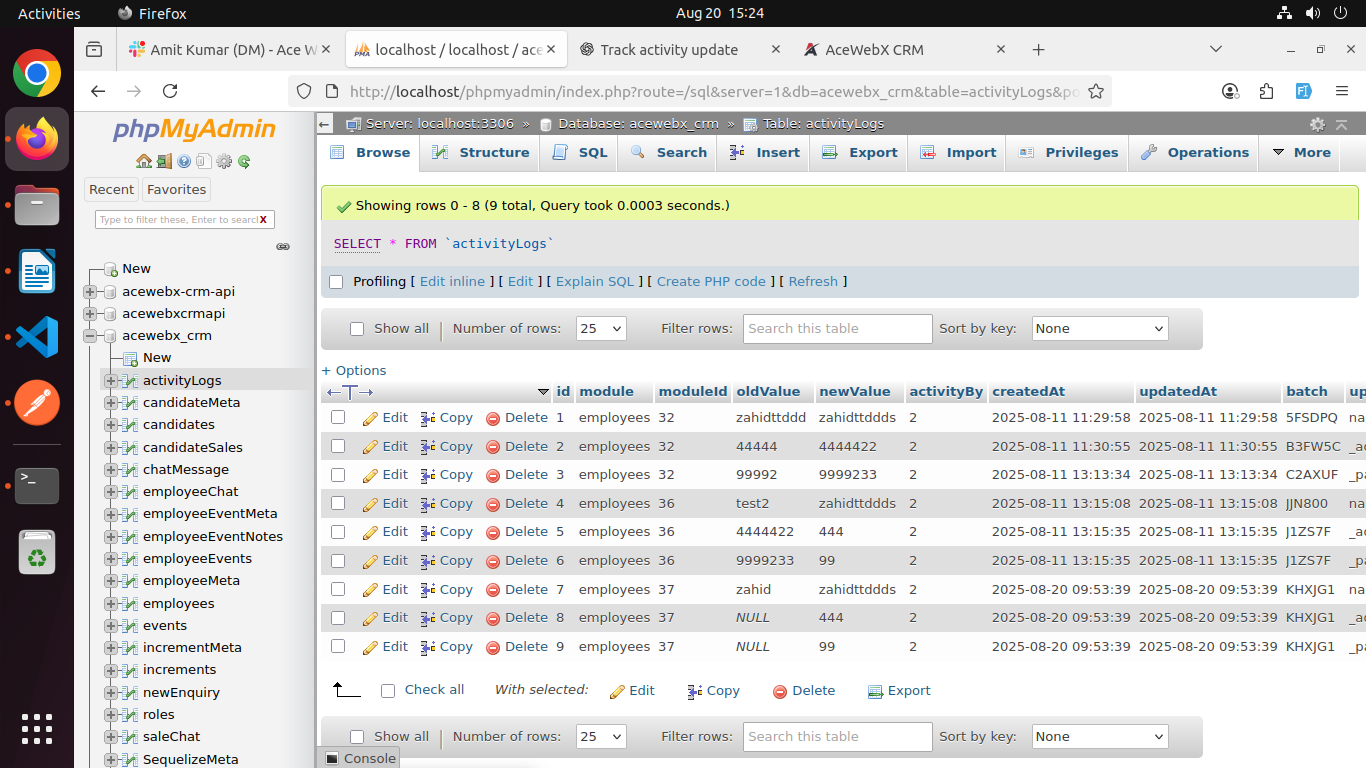 Activities Firefox Aug 20 15:24
Amit Kumar (DM) - Ace W localhost / localhost / ace Track activity update AceWebX CRM
http://localhost/phpmyadmin/index.php?route=/sql&server=1&db=acewebx_crm&table=activityLogs&po
phpMyAdmin
Recent Favorites
Type to filter these, Enter to search X
New
acewebx-crm-api
acewebxcrmapi
acewebx_crm
New
activityLogs
candidateMeta
candidates
candidateSales
chatMessage
employeeChat
employeeEventMeta
employeeEventNotes
employeeEvents
employeeMeta
employees
events
incrementMeta
increments
newEnquiry
roles
saleChat
SequelizeMeta
Server: localhost:3306 » Database: acewebx_crm » Table: activityLogs
Browse Structure SQL Search Insert Export Import Privileges Operations More
Showing rows 0 - 8 (9 total, Query took 0.0003 seconds.)
SELECT * FROM `activityLogs`
Profiling [ Edit inline ] [ Edit ] [ Explain SQL ] [ Create PHP code ] [ Refresh ]
Show all Number of rows: 25 Filter rows: Search this table Sort by key: None
+ Options
id module moduleId oldValue newValue activityBy createdAt updatedAt batch up
Edit Copy Delete 1 employees 32 zahidttddd zahidttddds 2 2025-08-11 11:29:58 2025-08-11 11:29:58 5FSDPQ na
Edit Copy Delete 2 employees 32 44444 4444422 2 2025-08-11 11:30:55 2025-08-11 11:30:55 B3FW5C _ac
Edit Copy Delete 3 employees 32 99992 9999233 2 2025-08-11 13:13:34 2025-08-11 13:13:34 C2AXUF _pa
Edit Copy Delete 4 employees 36 test2 zahidttddds 2 2025-08-11 13:15:08 2025-08-11 13:15:08 JJN800 na
Edit Copy Delete 5 employees 36 4444422 444 2 2025-08-11 13:15:35 2025-08-11 13:15:35 J1ZS7F _ac
Edit Copy Delete 6 employees 36 9999233 99 2 2025-08-11 13:15:35 2025-08-11 13:15:35 J1ZS7F _pa
Edit Copy Delete 7 employees 37 zahid zahidttddds 2 2025-08-20 09:53:39 2025-08-20 09:53:39 KHXJG1 na
Edit Copy Delete 8 employees 37 NULL 444 2 2025-08-20 09:53:39 2025-08-20 09:53:39 KHXJG1 _ac
Edit Copy Delete 9 employees 37 NULL 99 2 2025-08-20 09:53:39 2025-08-20 09:53:39 KHXJG1 _pa
Check all With selected: Edit Copy Delete Export
Show all Number of rows: 25 Filter rows: Search this table Sort by key: None
Console